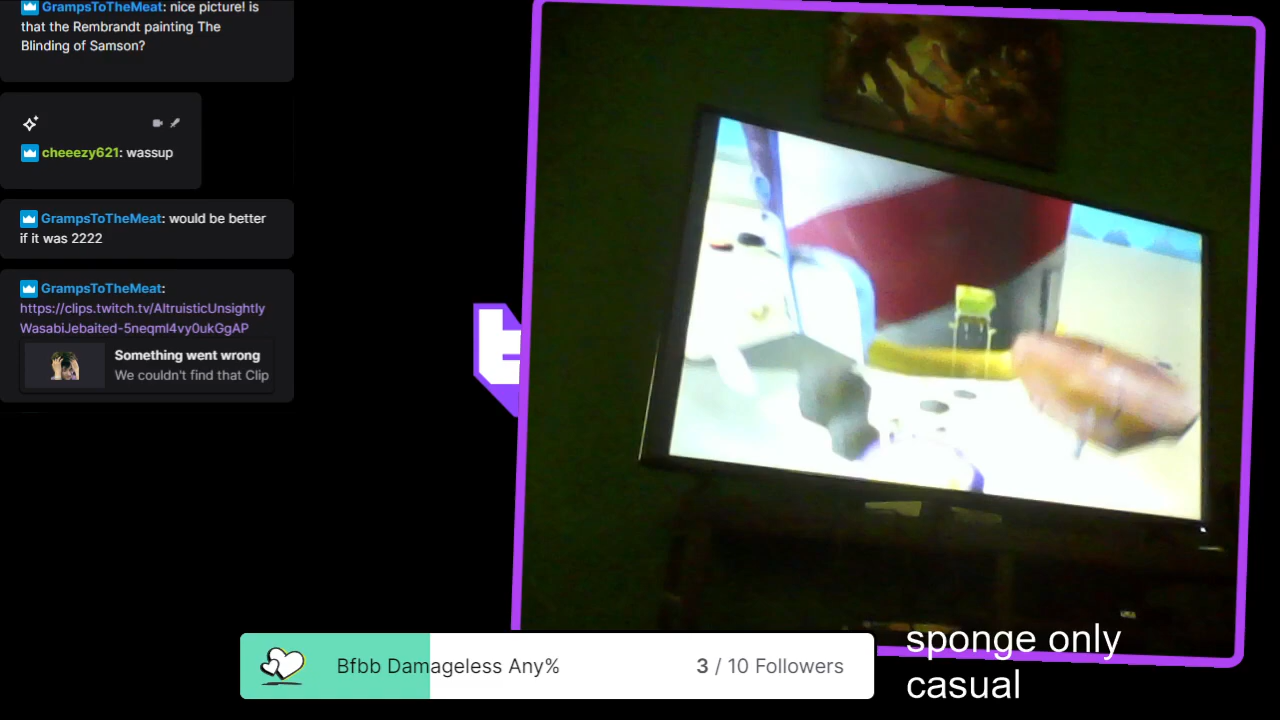 GrampsToTheMeat: nice picture! is
that the Rembrandt painting The
Blinding of Samson?
cheeezy621: wassup
GrampsToTheMeat: would be better
if it was 2222
GrampsToTheMeat:
https://clips.twitch.tv/AltruisticUnsightly
WasabiJebaited-5neqml4vy0ukGgAP
Something went wrong
We couldn't find that Clip
Bfbb Damageless Any%
3 / 10 Followers
sponge only
casual